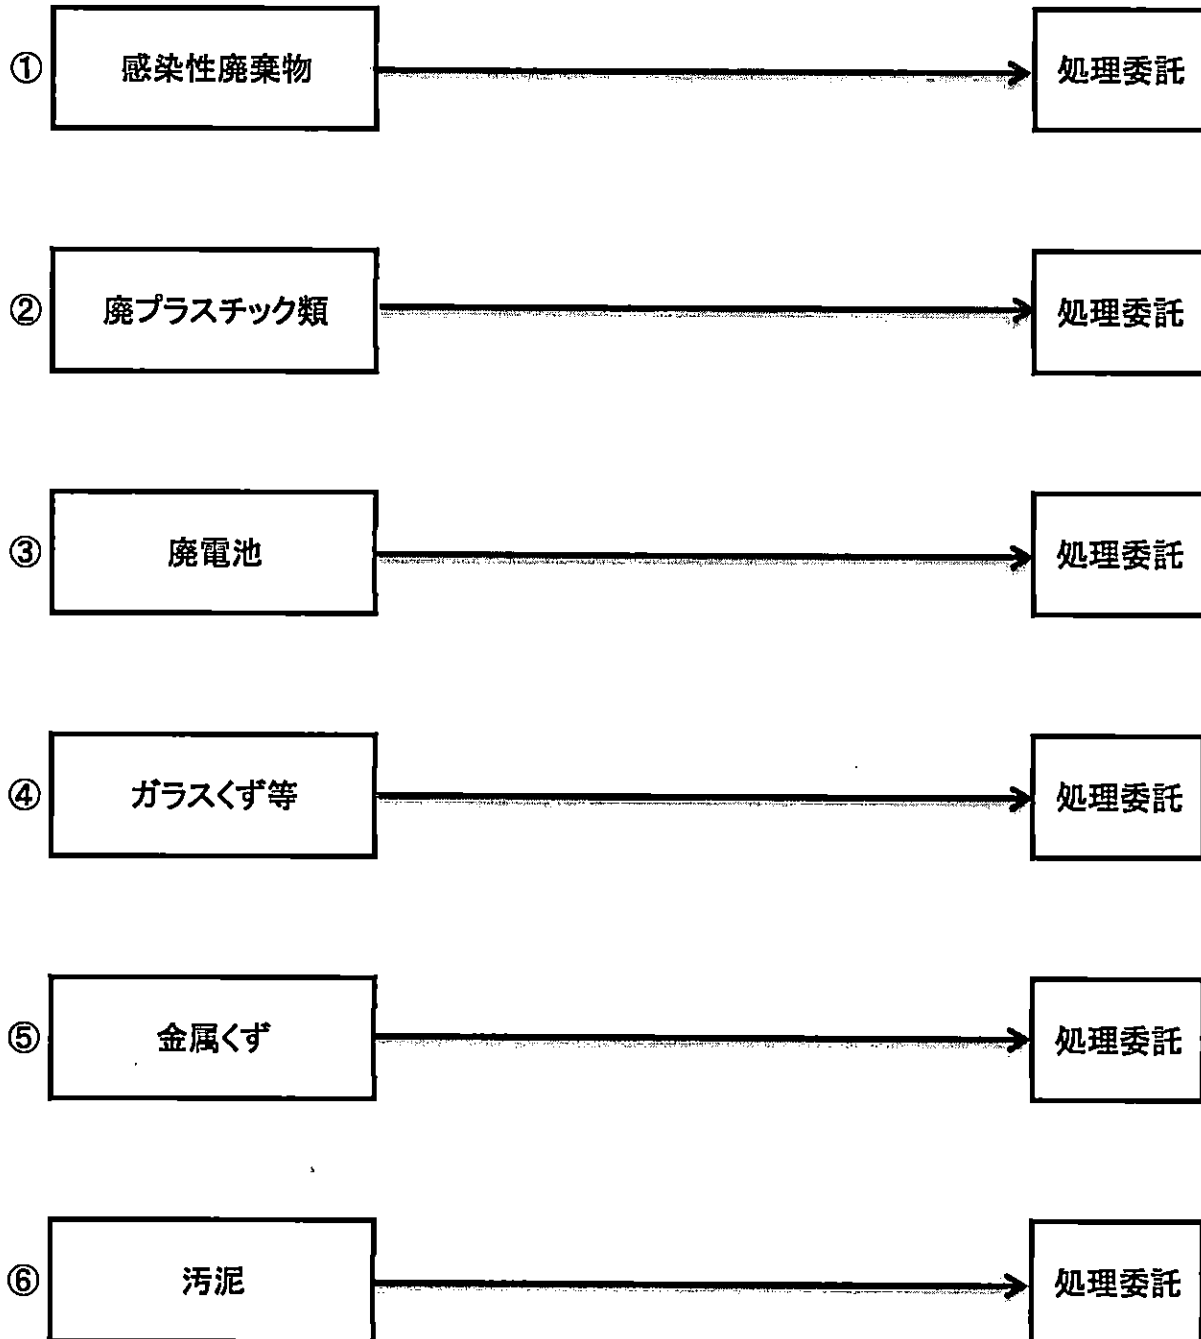 ① 感染性廃棄物 処理委託
② 廃プラスチック類 処理委託
③ 廃電池 処理委託
④ ガラスくず等 処理委託
⑤ 金属くず 処理委託
⑥ 汚泥 処理委託